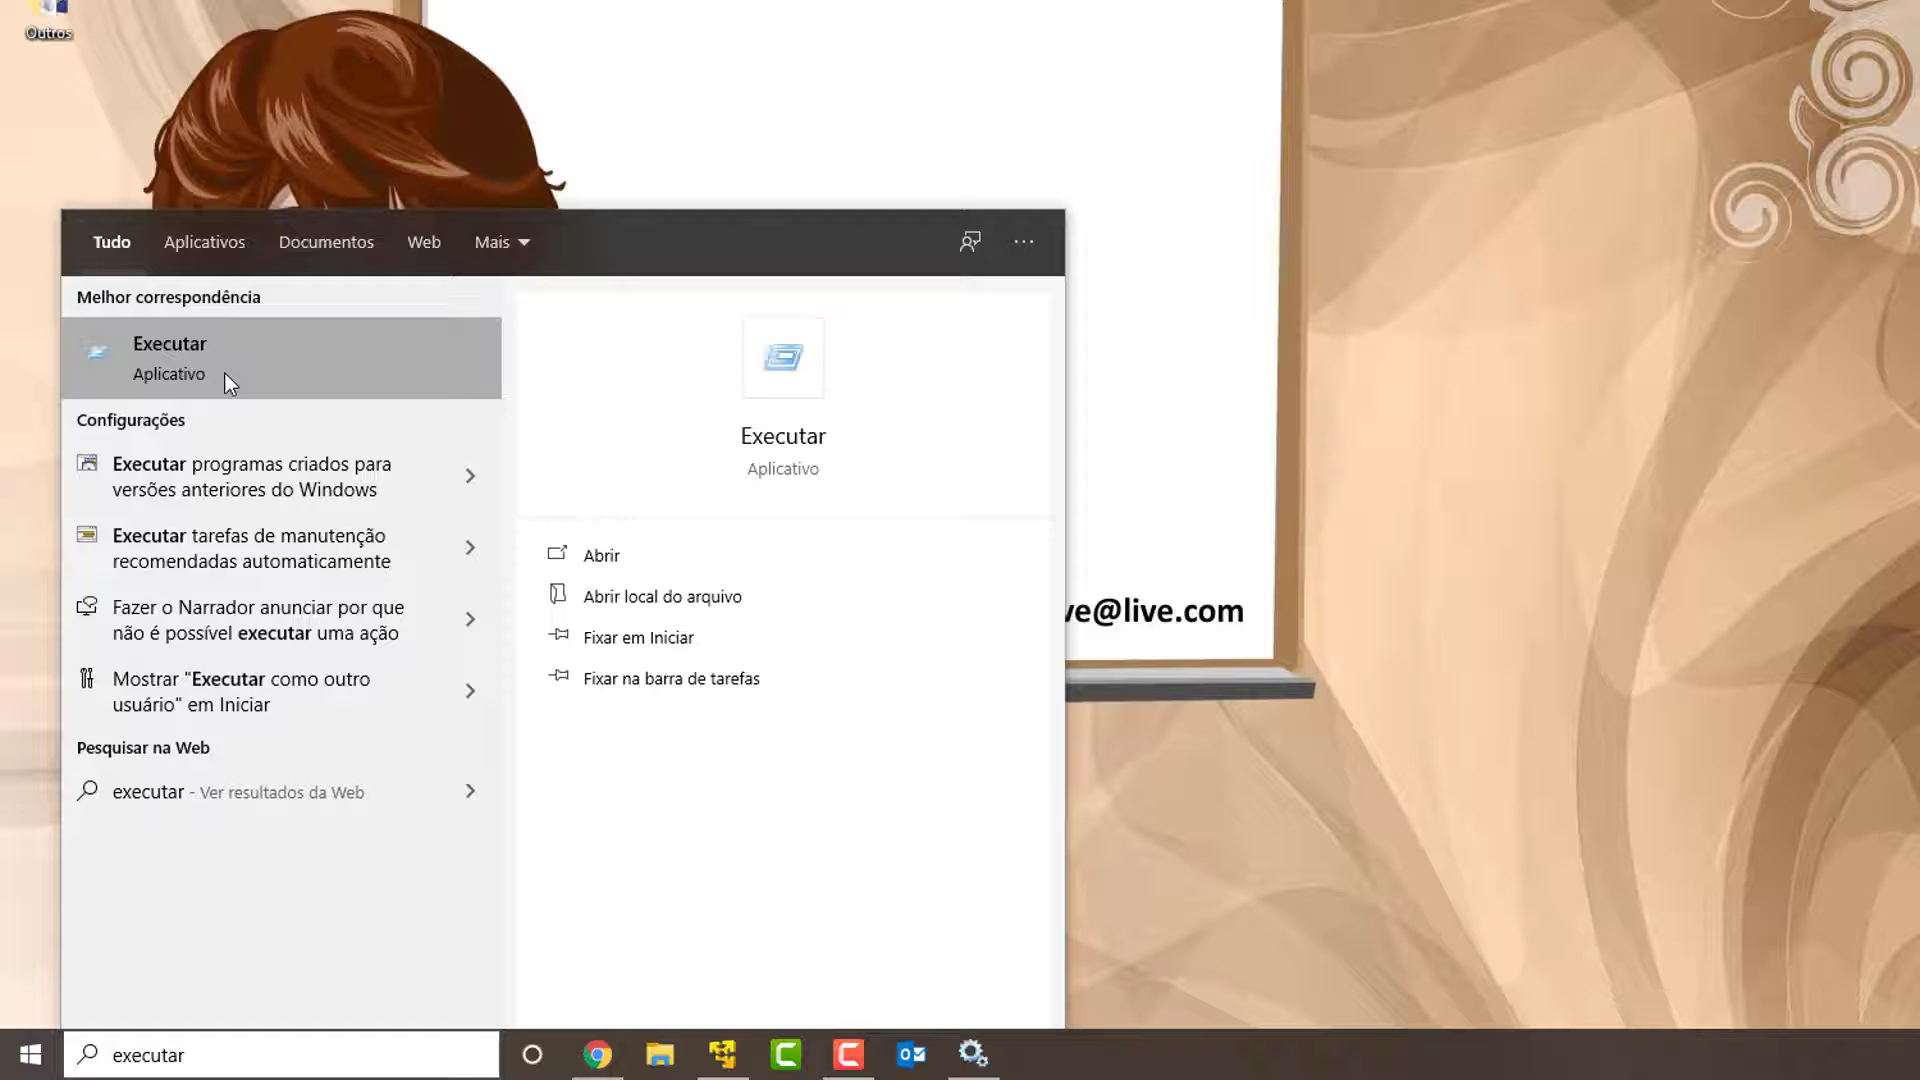 Outros
Tudo
Aplicativos
Documentos
Web
Mais
Melhor correspondência
Executar
Aplicativo
Configurações
Executar programas criados para
versões anteriores do Windows
Executar tarefas de manutenção
recomendadas automaticamente
Fazer o Narrador anunciar por que
não é possível executar uma ação
Mostrar "Executar como outro
usuário" em Iniciar
Pesquisar na Web
executar - Ver resultados da Web
Executar
Aplicativo
Abrir
Abrir local do arquivo
Fixar em Iniciar
Fixar na barra de tarefas
ve@live.com
executar